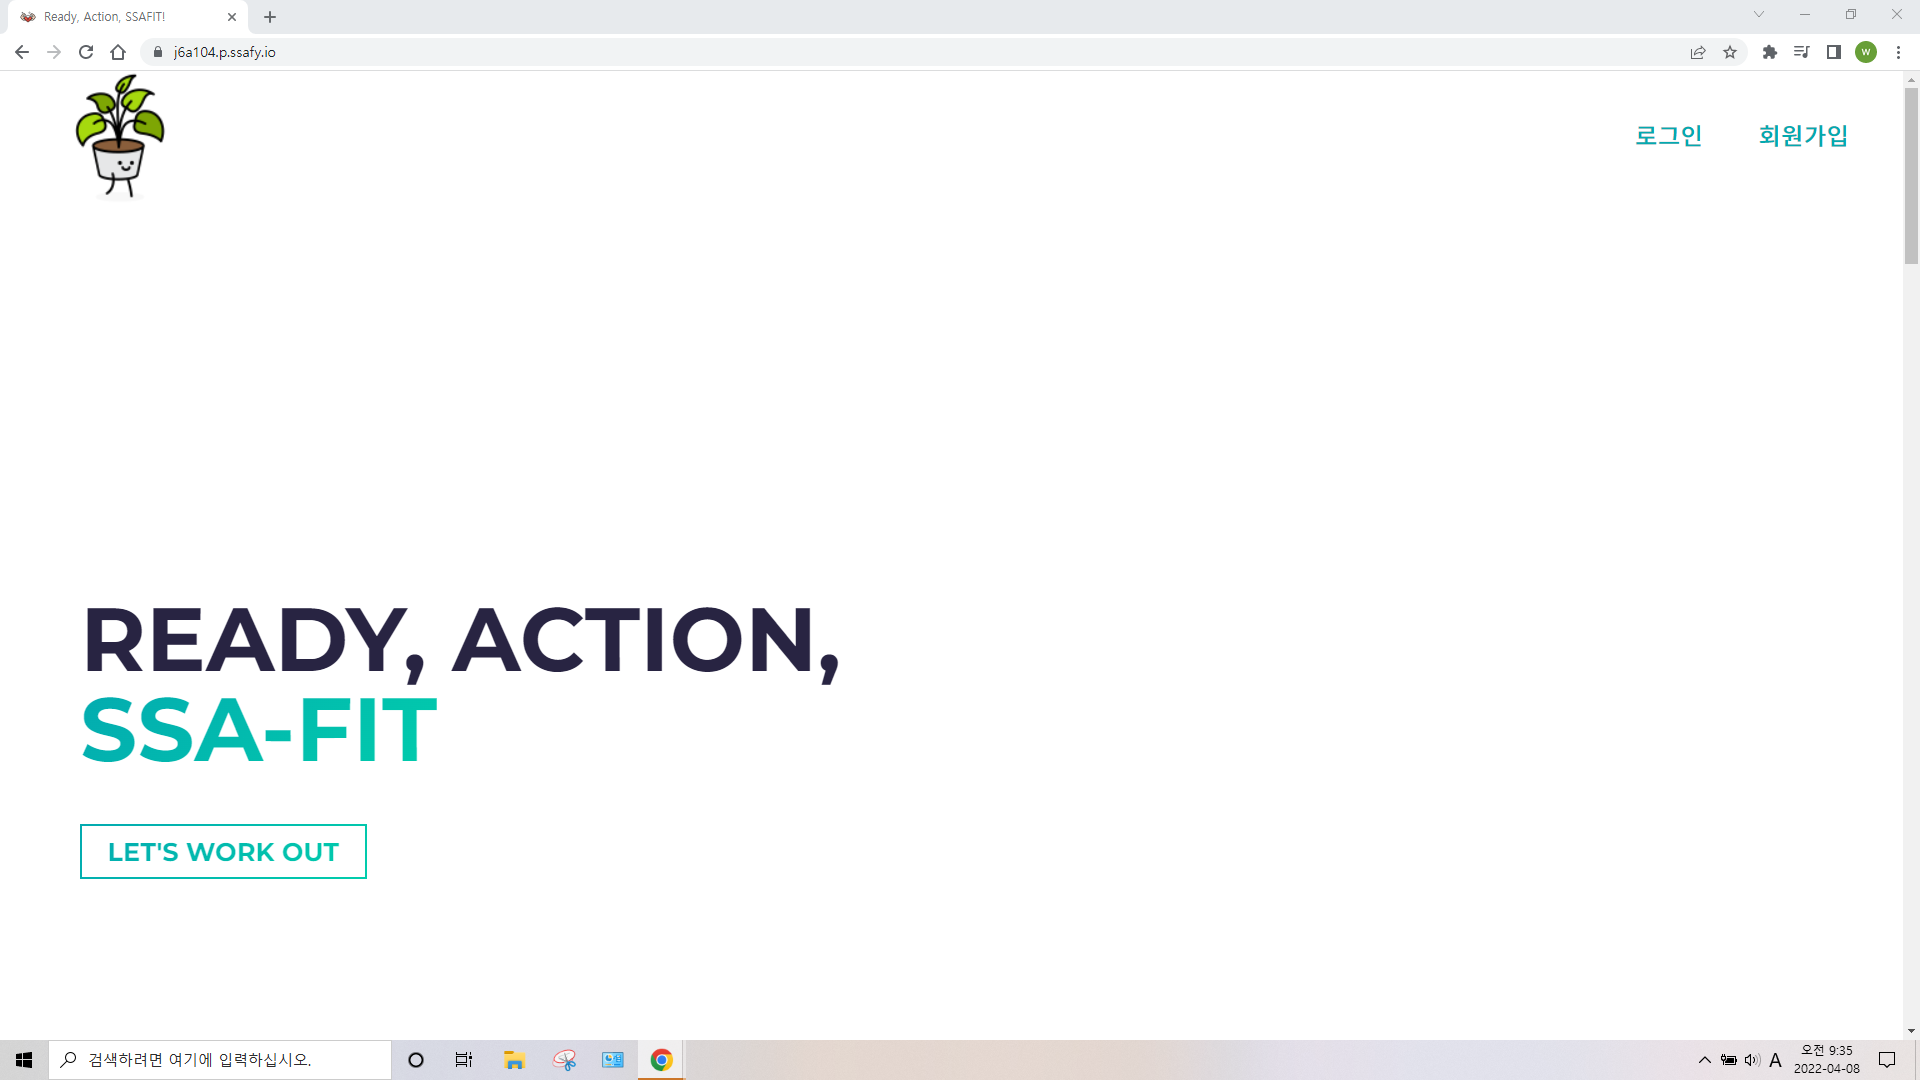 Ready, Action, SSAFIT!
j6a104.p.ssafy.io
W
로그인 회원가입
READY, ACTION,
SSA-FIT
LET'S WORK OUT
검색하려면 여기에 입력하십시오.
A
오전 9:35
2022-04-08